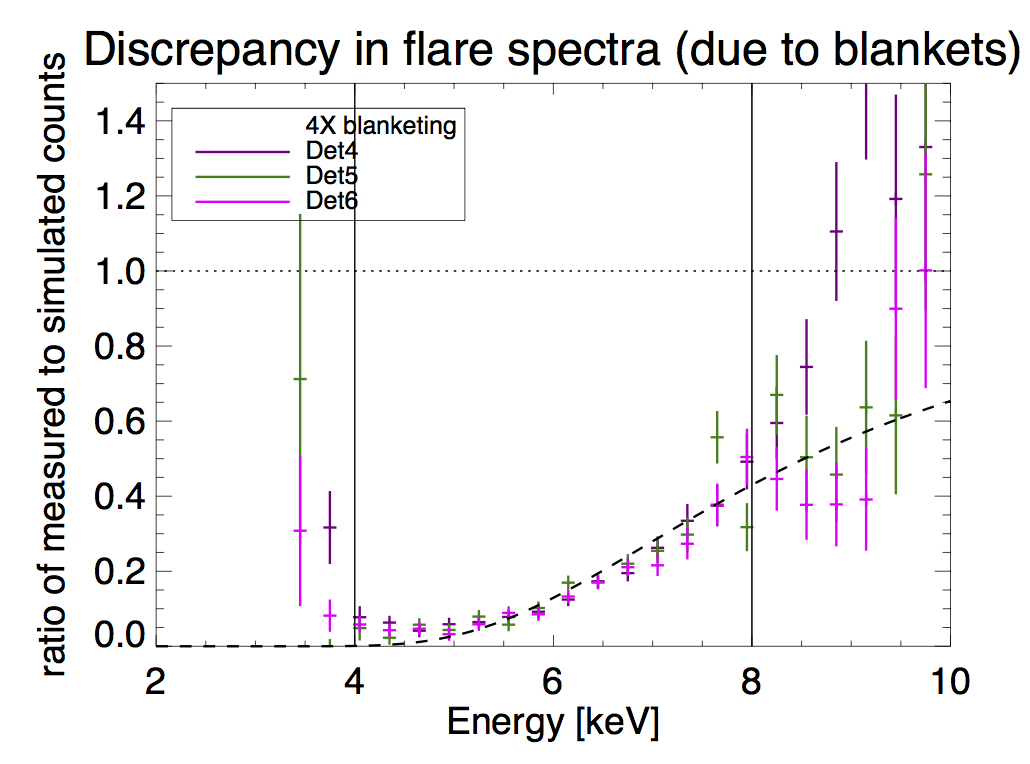 Discrepancy in flare spectra (due to blankets)
ratio of measured to simulated counts
1.4
1.2
1.0
0.8
0.6
0.4
0.2
0.0
4X blanketing
Det4
Det5
Det6
2 4 6 8 10
Energy [keV]